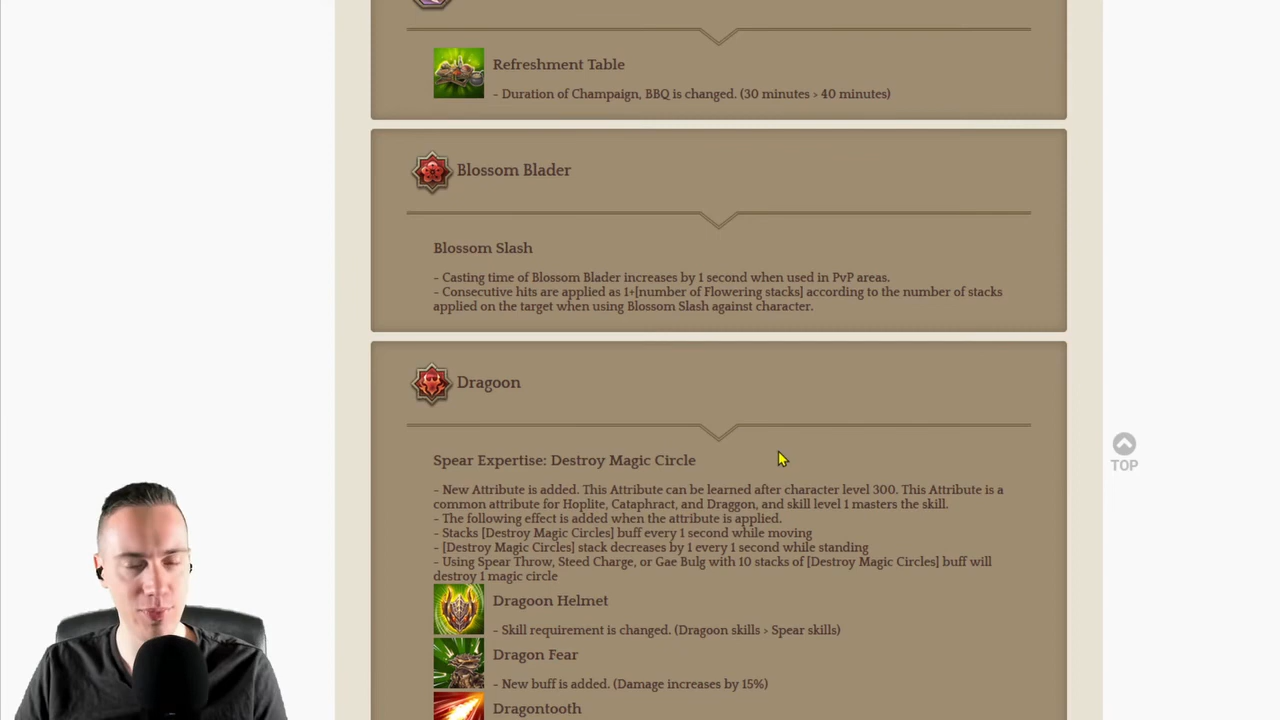 Refreshment Table
- Duration of Champaign, BBQ is changed. (30 minutes > 40 minutes)
Blossom Blader
Blossom Slash
- Casting time of Blossom Blader increases by 1 second when used in PvP areas.
- Consecutive hits are applied as 1+[number of Flowering stacks] according to the number of stacks
applied on the target when using Blossom Slash against character.
Dragoon
Spear Expertise: Destroy Magic Circle
- New Attribute is added. This Attribute can be learned after character level 300. This Attribute is a
common attribute for Hoplite, Cataphract, and Draggon, and skill level 1 masters the skill.
- The following effect is added when the attribute is applied.
- Stacks [Destroy Magic Circles] buff every 1 second while moving
- [Destroy Magic Circles] stack decreases by 1 every 1 second while standing
- Using Spear Throw, Steed Charge, or Gae Bulg with 10 stacks of [Destroy Magic Circles] buff will
destroy 1 magic circle
Dragoon Helmet
- Skill requirement is changed. (Dragoon skills > Spear skills)
Dragon Fear
- New buff is added. (Damage increases by 15%)
Dragontooth
TOP